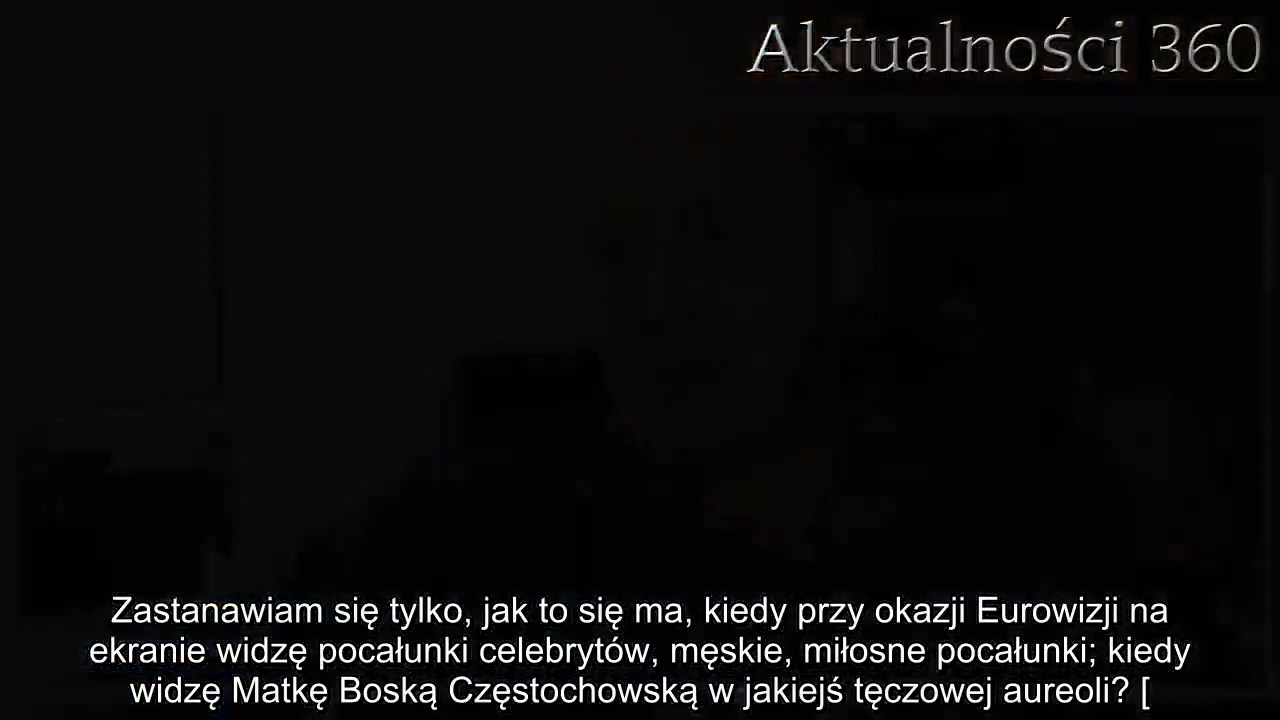 Aktualności 360
Zastanawiam się tylko, jak to się ma, kiedy przy okazji Eurowizji na
ekranie widzę pocałunki celebrytów, męskie, miłosne pocałunki; kiedy
widzę Matkę Boską Częstochowską w jakiejś tęczowej aureoli? [